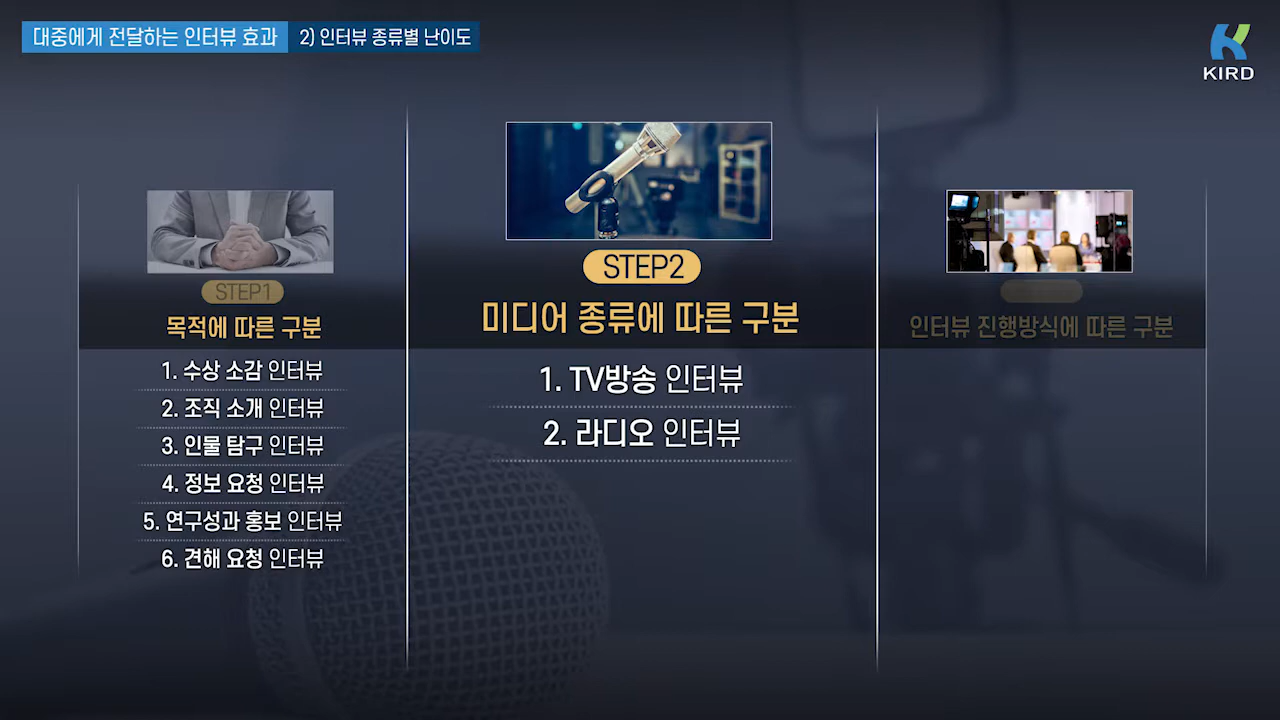 대중에게 전달하는 인터뷰 효과
2) 인터뷰 종류별 난이도
KIRD
STEP1
목적에 따른 구분
1. 수상 소감 인터뷰
2. 조직 소개 인터뷰
3. 인물 탐구 인터뷰
4. 정보 요청 인터뷰
5. 연구성과 홍보 인터뷰
6. 견해 요청 인터뷰
STEP2
미디어 종류에 따른 구분
1. TV방송 인터뷰
2. 라디오 인터뷰
인터뷰 진행방식에 따른 구분